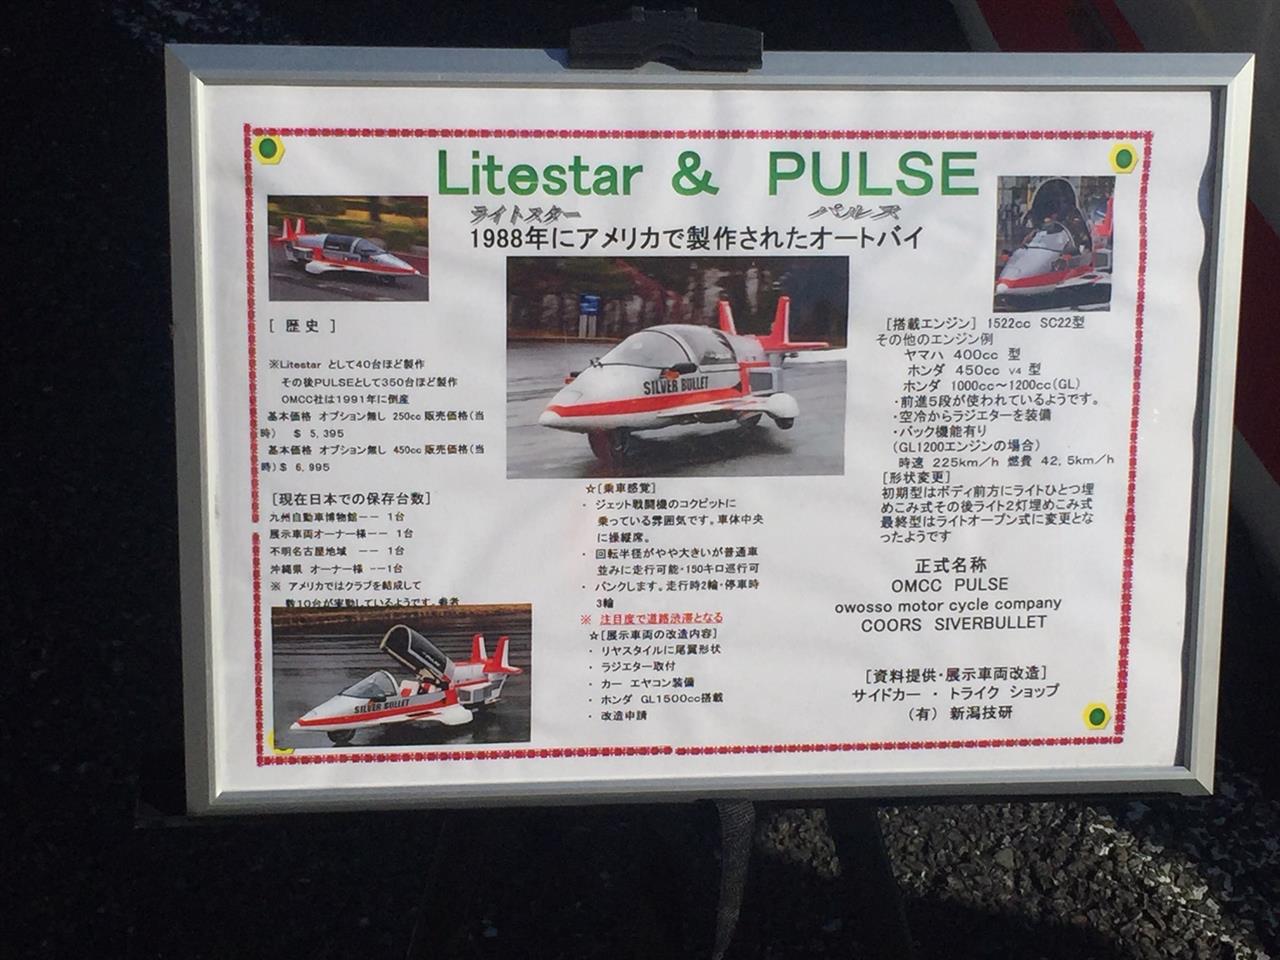 Litestar & PULSE
ライトスター パルス
1988年にアメリカで製作されたオートバイ
[ 歴史 ]
※Litestar として40台ほど製作
その後PULSEとして350台ほど製作
OMCC社は1991年に倒産
基本価格 オプション無し 250cc 販売価格(当
時) $ 5,395
基本価格 オプション無し 450cc 販売価格(当
時)$ 6,995
[現在日本での保存台数]
九州自動車博物館ーー 1台
展示車両オーナー様ーー 1台
不明名古屋地域 ーー 1台
沖縄県 オーナー様 ーー1台
※ アメリカではクラブを結成して
数10台が実動しているようです。参考
SILVER BULLET
SILVER BULLET
☆[乗車感覚]
・ ジェット戦闘機のコクピットに
乗っている雰囲気です。車体中央
に操縦席。
・ 回転半径がやや大きいが普通車
並みに走行可能・150キロ巡行可
・ バンクします。走行時2輪・停車時
3輪
※ 注目度で道路渋滞となる
☆[展示車両の改造内容]
・ リヤスタイルに尾翼形状
・ ラジエター取付
・ カー エヤコン装備
・ ホンダ GL1500cc搭載
・ 改造申請
[搭載エンジン] 1522cc SC22型
その他のエンジン例
ヤマハ 400cc 型
ホンダ 450cc V4 型
ホンダ 1000cc～1200cc(GL)
・前進5段が使われているようです。
・空冷からラジエターを装備
・バック機能有り
(GL1200エンジンの場合)
時速 225km/h 燃費 42,5km/h
[形状変更]
初期型はボディ前方にライトひとつ埋
めこみ式その後ライト2灯埋めこみ式
最終型はライトオープン式に変更とな
ったようです
正式名称
OMCC PULSE
owosso motor cycle company
COORS SIVERBULLET
[資料提供・展示車両改造]
サイドカー ・ トライク ショップ
(有) 新潟技研